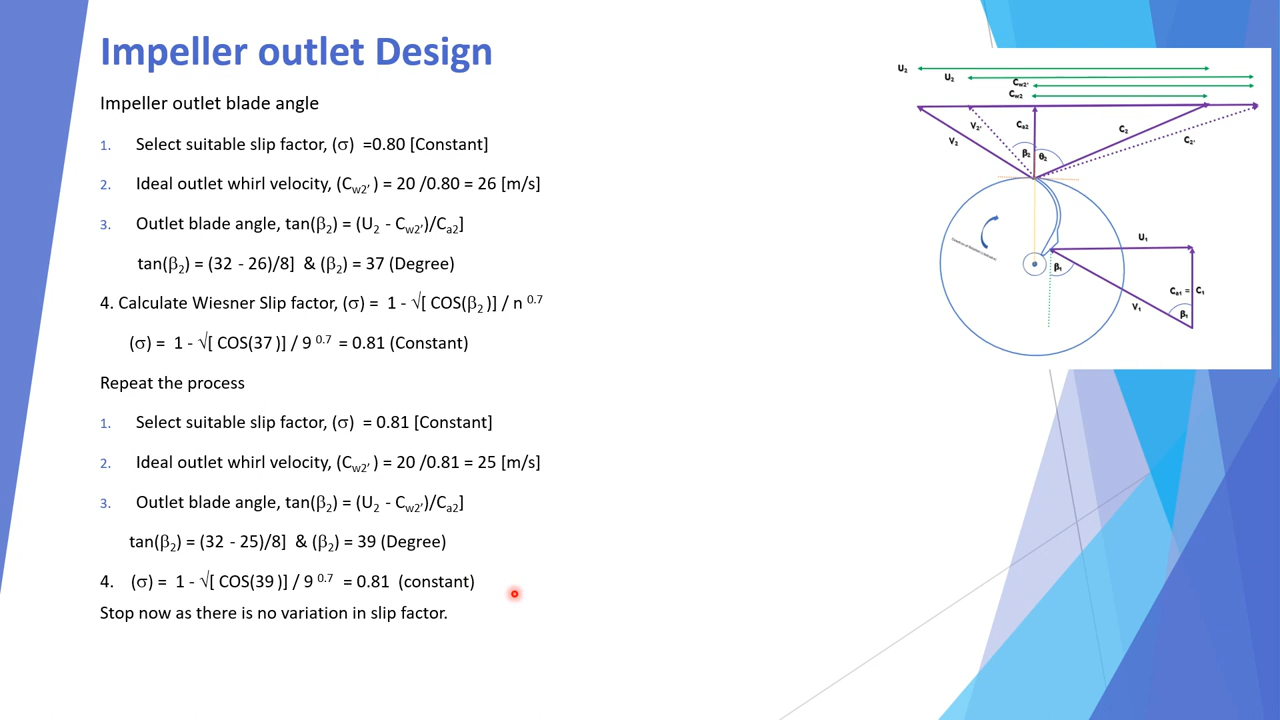 Impeller outlet Design
Impeller outlet blade angle
1. Select suitable slip factor, (σ) =0.80 [Constant]
2. Ideal outlet whirl velocity, (Cw2′ ) = 20 /0.80 = 26 [m/s]
3. Outlet blade angle, tan(β2) = (U2 - Cw2′)/Ca2]
tan(β2) = (32 - 26)/8] & (β2) = 37 (Degree)
4. Calculate Wiesner Slip factor, (σ) = 1 - √[ COS(β2 )] / n 0.7
(σ) = 1 - √[ COS(37 )] / 9 0.7 = 0.81 (Constant)
Repeat the process
1. Select suitable slip factor, (σ) = 0.81 [Constant]
2. Ideal outlet whirl velocity, (Cw2′ ) = 20 /0.81 = 25 [m/s]
3. Outlet blade angle, tan(β2) = (U2 - Cw2′)/Ca2]
tan(β2) = (32 - 25)/8] & (β2) = 39 (Degree)
4. (σ) = 1 - √[ COS(39 )] / 9 0.7 = 0.81 (constant)
Stop now as there is no variation in slip factor.
U2
U2
Cw2′
Cw2
V2′
Ca2
C2
V2
β2
θ2
C2′
U1
β1
Ca1 = C1
V1
β1